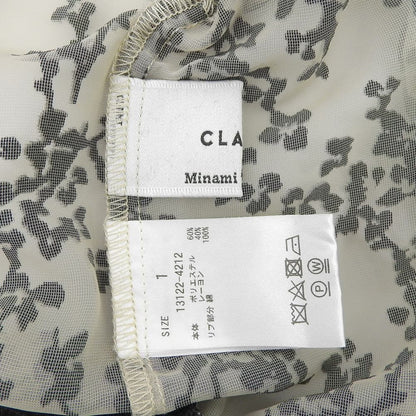 CLA
Minami
SIZE 1
13122-4212
本体 ポリエステル 60%
レーヨン 40%
リブ部分 綿 100%
P W